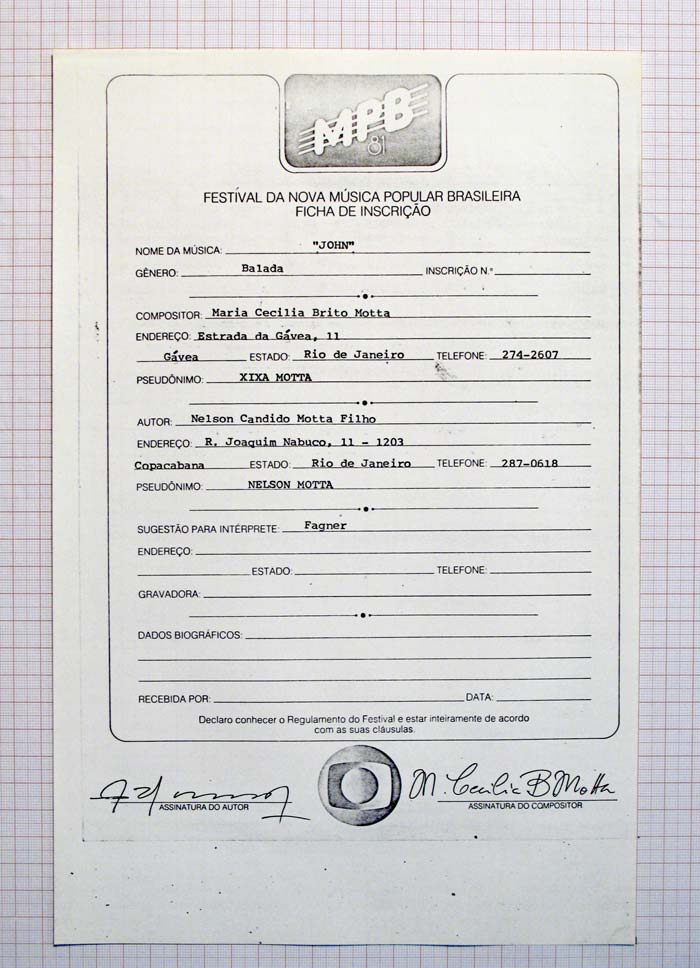 MPB
81
FESTÍVAL DA NOVA MÚSICA POPULAR BRASILEIRA
FICHA DE INSCRIÇÃO
NOME DA MÚSICA: "JOHN"
GÊNERO: Balada INSCRIÇÃO N.º
COMPOSITOR: Maria Cecilia Brito Motta
ENDEREÇO: Estrada da Gávea, 11
Gávea ESTADO: Rio de Janeiro TELEFONE: 274-2607
PSEUDÔNIMO: XIXA MOTTA
AUTOR: Nelson Candido Motta Filho
ENDEREÇO: R. Joaquim Nabuco, 11 - 1203
Copacabana ESTADO: Rio de Janeiro TELEFONE: 287-0618
PSEUDÔNIMO: NELSON MOTTA
SUGESTÃO PARA INTÉRPRETE: Fagner
ENDEREÇO:
ESTADO: TELEFONE:
GRAVADORA:
DADOS BIOGRÁFICOS:
RECEBIDA POR: DATA:
Declaro conhecer o Regulamento do Festival e estar inteiramente de acordo
com as suas cláusulas.
M. Cecilia B Motta
ASSINATURA DO AUTOR ASSINATURA DO COMPOSITOR